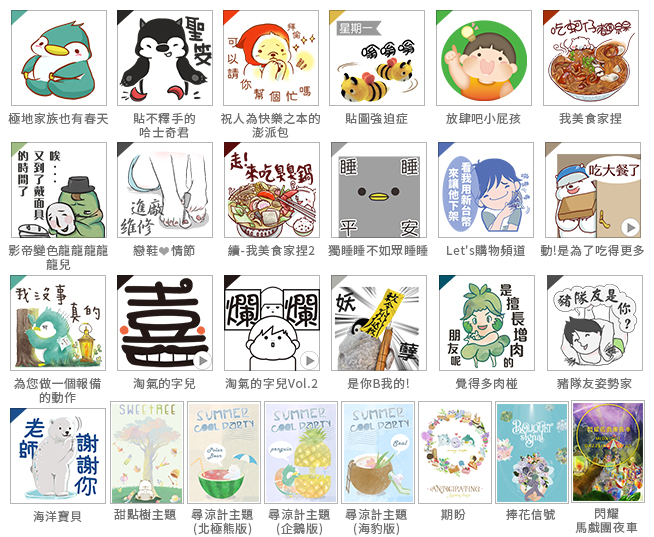 聖
筊
拜
偷
可
以
請
你
幫個忙嗎
星期一
嗡嗡嗡
吃蚵仔麵線
極地家族也有春天
貼不釋手的
哈士奇君
祝人為快樂之本的
澎派包
貼圖強迫症
放肆吧小屁孩
我美食家捏
唉…
又到了戴面具
的時間了
進廠
維修
走!
來吃臭臭鍋
睡 睡
平 安
看我用新台幣
來讓他下架
吃大餐了
影帝變色龍龍龍龍
龍兒
戀鞋❤情節
續-我美食家捏2
獨睡睡不如眾睡睡
Let's購物頻道
動!是為了吃得更多
我沒事
真的
囍
爛 爛
妖
孽
是擅長增肉的
朋友呢
豬隊友是你?
為您做一個報備
的動作
淘氣的字兒
淘氣的字兒Vol.2
是你B我的!
覺得多肉椪
豬隊友姿勢家
老師
謝謝你
SWEETREE
SUMMER
COOL PARTY
Polar
Bear
SUMMER
COOL PARTY
penguin
SUMMER
COOL PARTY
Seal
ANTICIPATING
Bouquet
Signal
海洋寶貝
甜點樹主題
尋涼計主題
(北極熊版)
尋涼計主題
(企鵝版)
尋涼計主題
(海豹版)
期盼
捧花信號
閃耀
馬戲團夜車